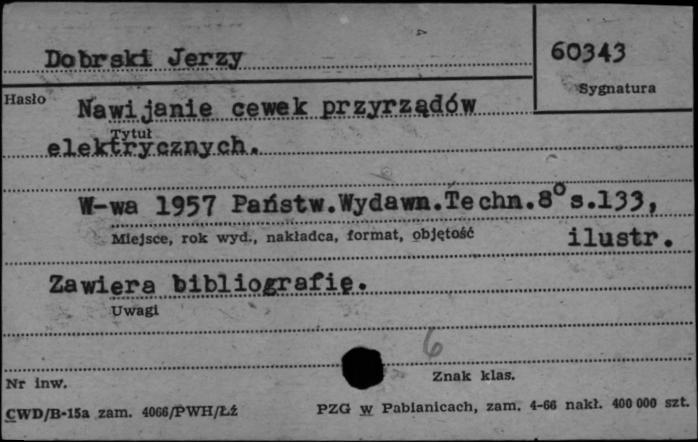 Dobrski Jerzy
60343
Sygnatura
Hasło
Nawijanie cewek przyrządów
Tytuł
elektrycznych.
W-wa 1957 Państw.Wydawn.Techn.8° s.133,
Miejsce, rok wyd., nakładca, format, objętość
ilustr.
Zawiera bibliografię.
Uwagi
6
Nr inw.
Znak klas.
CWD/B-15a zam. 4066/PWH/Łź
PZG w Pabianicach, zam. 4-66 nakł. 400 000 szt.